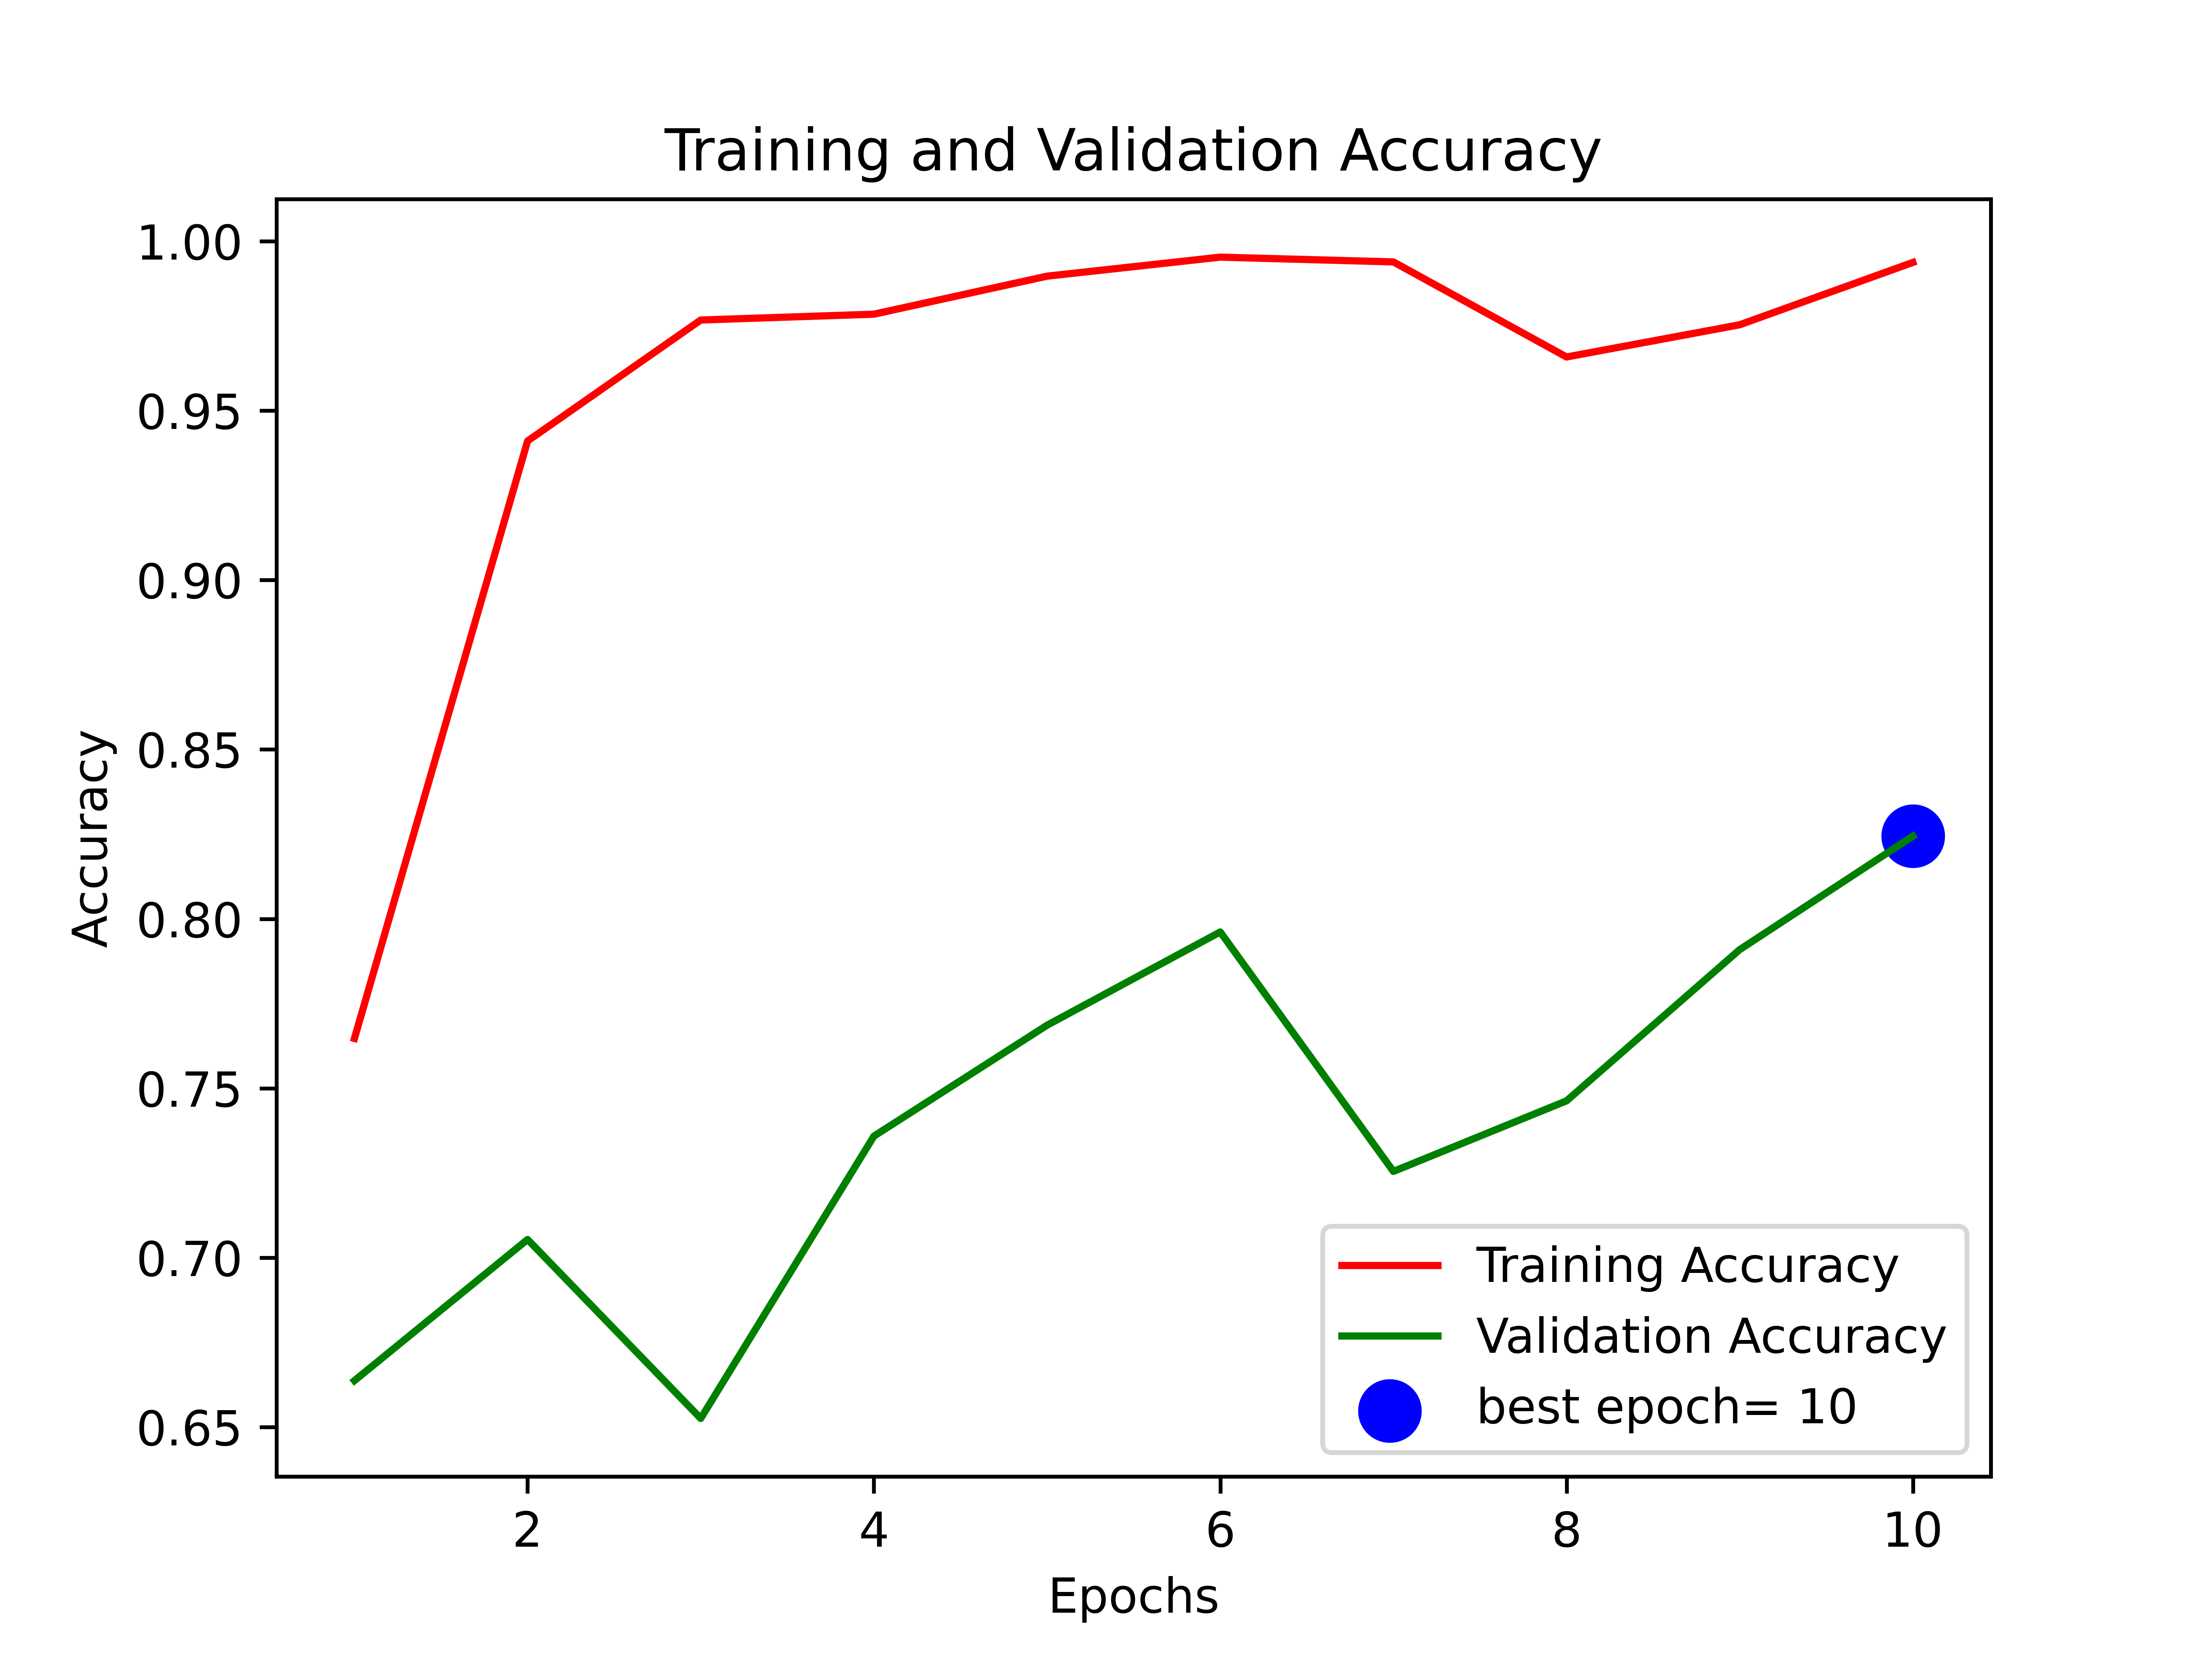 Training and Validation Accuracy
1.00
0.95
0.90
0.85
0.80
0.75
0.70
0.65
Accuracy
Training Accuracy
Validation Accuracy
best epoch= 10
2 4 6 8 10
Epochs